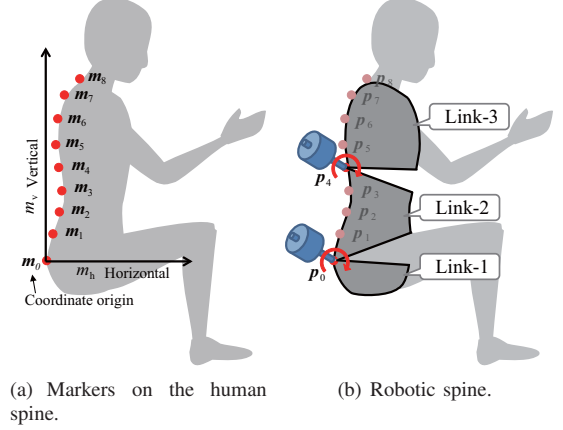 m8
m7
m6
m5
m4
m3
m2
m1
m0
mv Vertical
mh Horizontal
Coordinate origin
(a) Markers on the human
spine.
p8
p7
p6
p5
p4
p3
p2
p1
p0
Link-3
Link-2
Link-1
(b) Robotic spine.